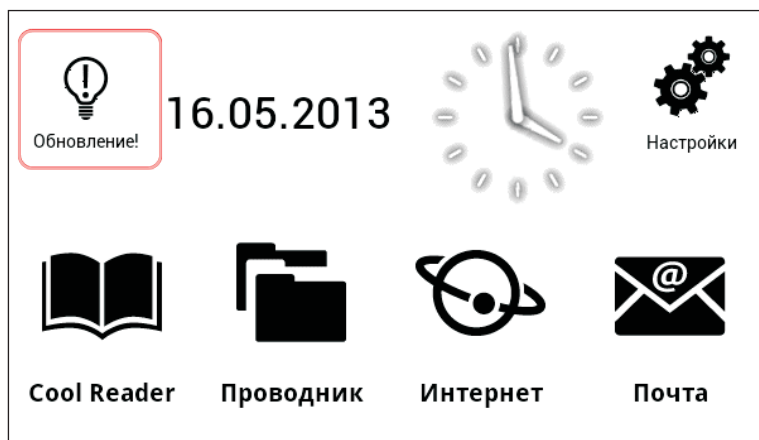 Обновление!
16.05.2013
Настройки
@
Cool Reader
Проводник
Интернет
Почта